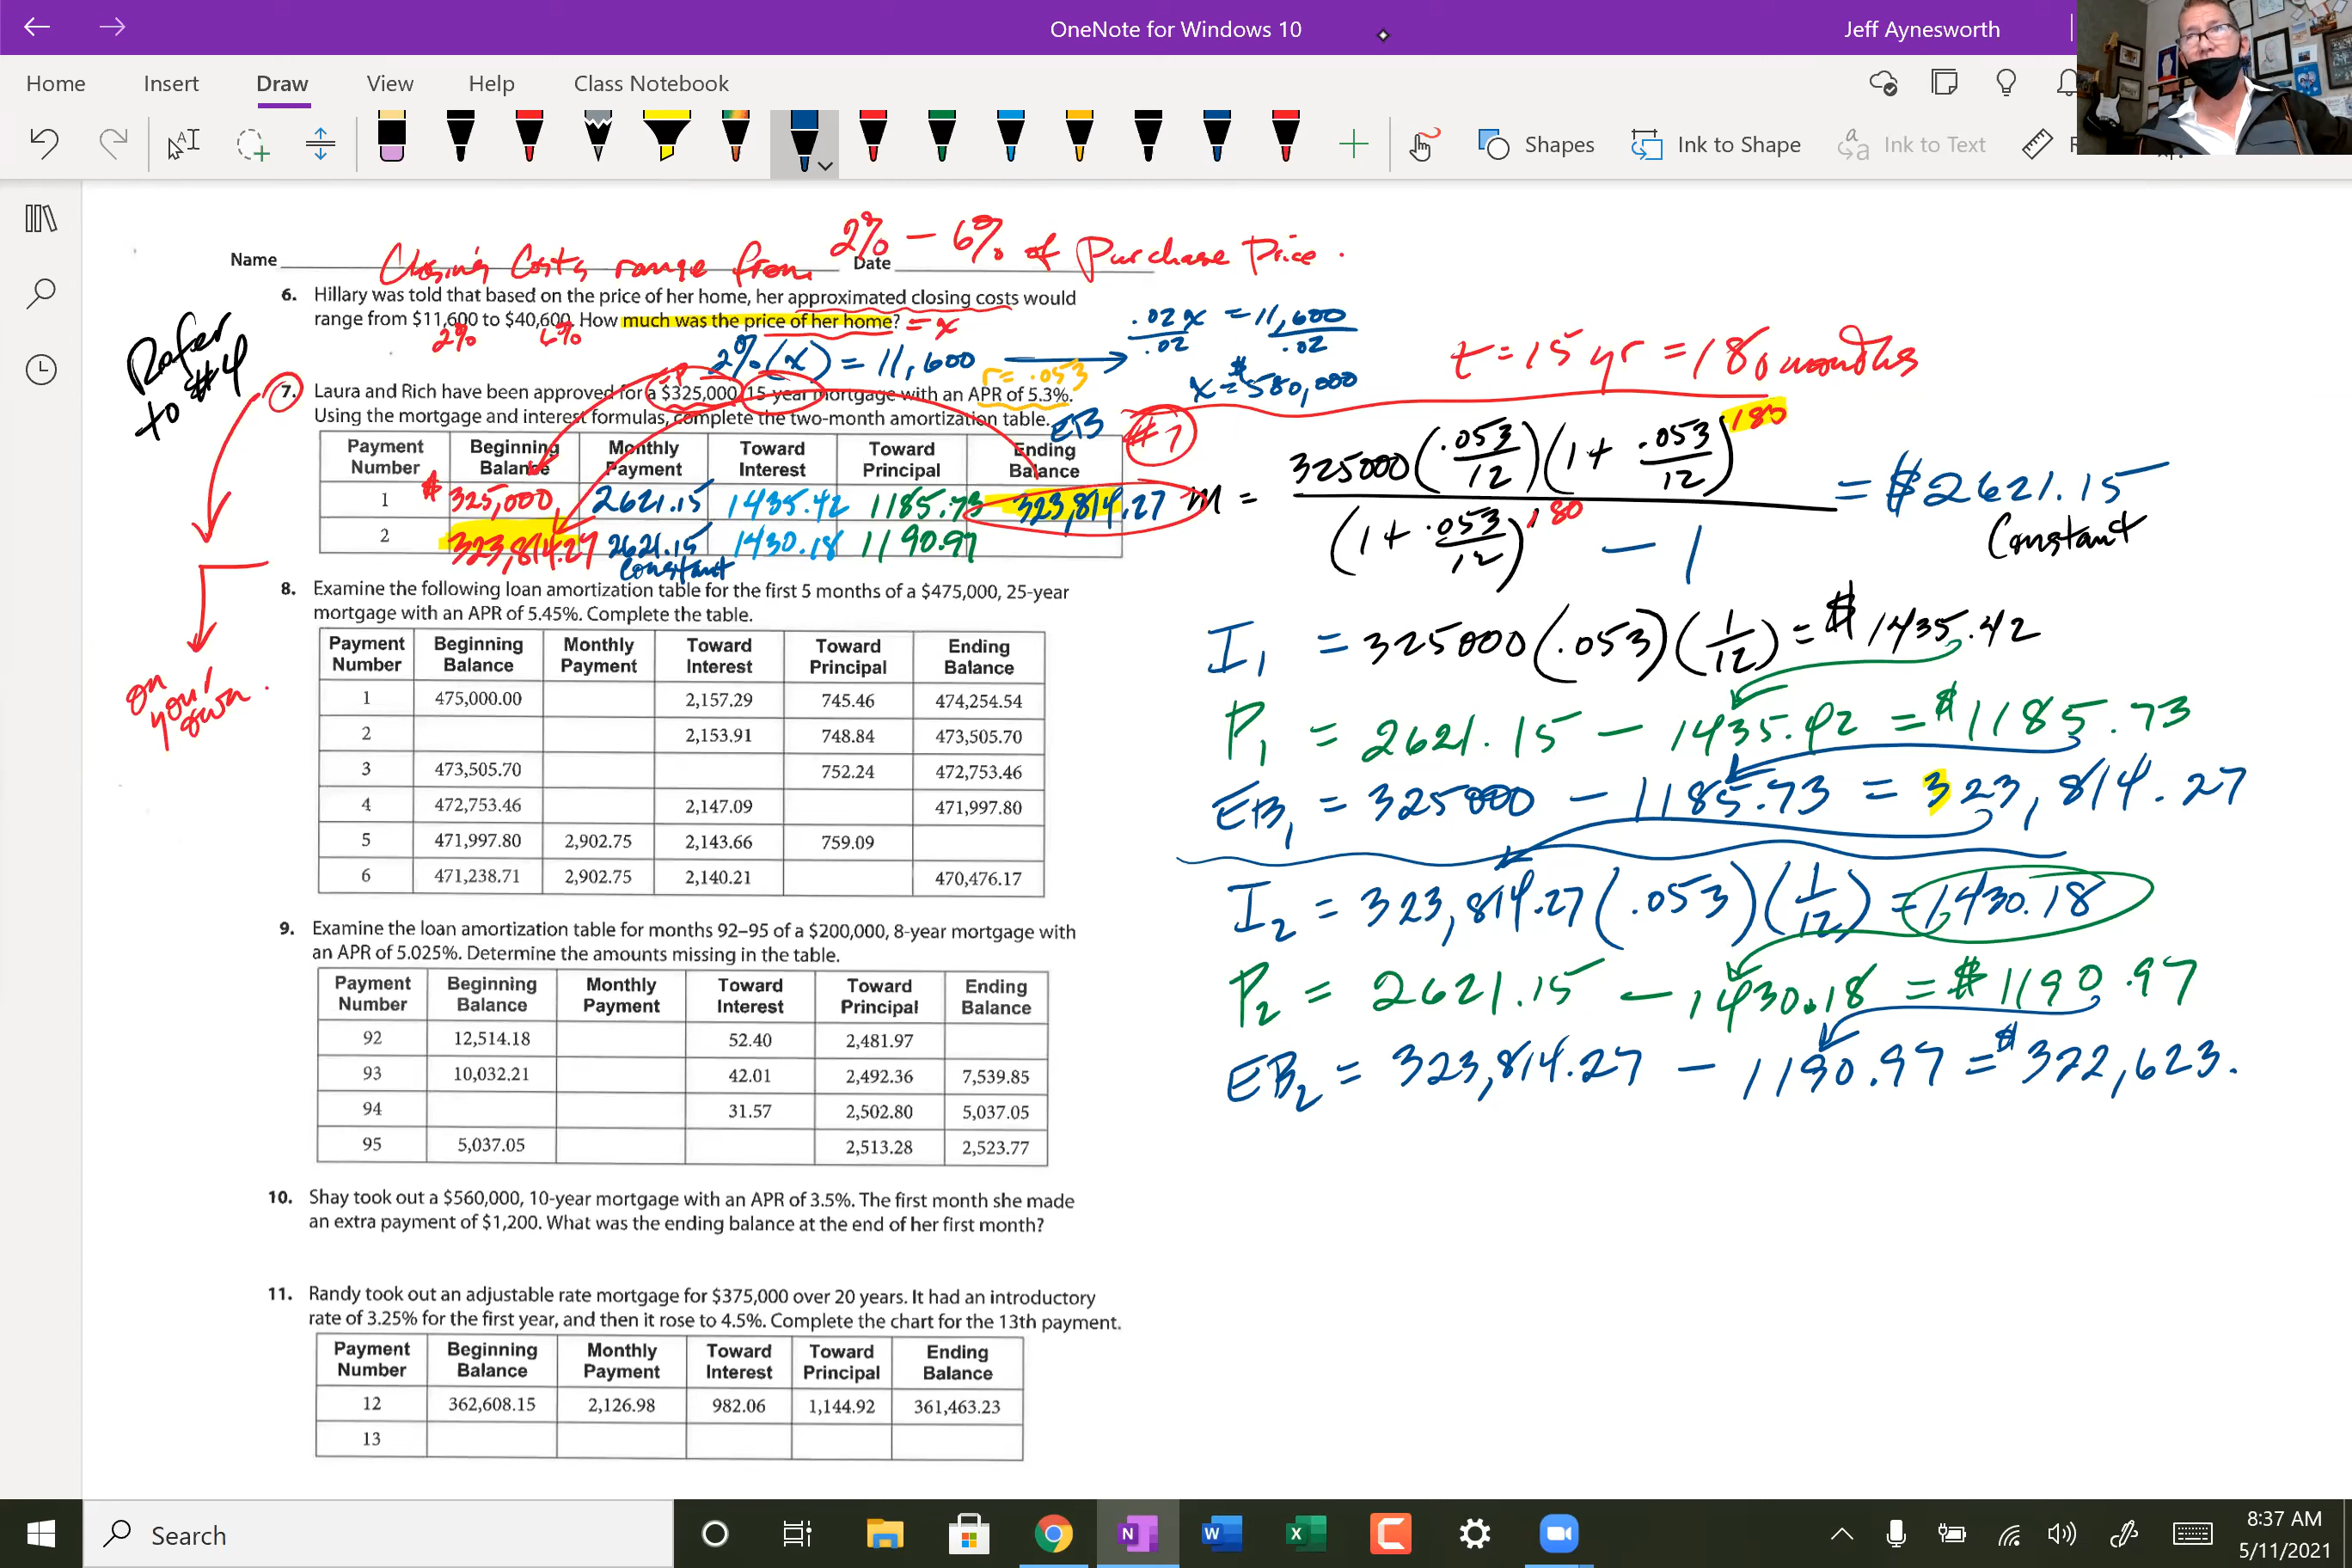 OneNote for Windows 10
Jeff Aynesworth
Home Insert Draw View Help Class Notebook
Shapes Ink to Shape Ink to Text
Name Date
Closing Costs range from 2% - 6% of Purchase Price.
6. Hillary was told that based on the price of her home, her approximated closing costs would
range from $11,600 to $40,600. How much was the price of her home? = x
2% 6%
2%(x) = 11,600
.02x = 11,600
.02 .02
x = $580,000
Refer to #4
7. Laura and Rich have been approved for a $325,000, 15-year mortgage with an APR of 5.3%.
r = .053
Using the mortgage and interest formulas, complete the two-month amortization table.
EB
Payment Number Beginning Balance Monthly Payment Toward Interest Toward Principal Ending Balance
1 $325,000 2621.15 1435.42 1185.73 323,814.27
2 323,814.27 2621.15 1430.18 1190.97
Constant
on your own.
8. Examine the following loan amortization table for the first 5 months of a $475,000, 25-year
mortgage with an APR of 5.45%. Complete the table.
Payment Number Beginning Balance Monthly Payment Toward Interest Toward Principal Ending Balance
1 475,000.00 2,157.29 745.46 474,254.54
2 2,153.91 748.84 473,505.70
3 473,505.70 752.24 472,753.46
4 472,753.46 2,147.09 471,997.80
5 471,997.80 2,902.75 2,143.66 759.09
6 471,238.71 2,902.75 2,140.21 470,476.17
9. Examine the loan amortization table for months 92–95 of a $200,000, 8-year mortgage with
an APR of 5.025%. Determine the amounts missing in the table.
Payment Number Beginning Balance Monthly Payment Toward Interest Toward Principal Ending Balance
92 12,514.18 52.40 2,481.97
93 10,032.21 42.01 2,492.36 7,539.85
94 31.57 2,502.80 5,037.05
95 5,037.05 2,513.28 2,523.77
10. Shay took out a $560,000, 10-year mortgage with an APR of 3.5%. The first month she made
an extra payment of $1,200. What was the ending balance at the end of her first month?
11. Randy took out an adjustable rate mortgage for $375,000 over 20 years. It had an introductory
rate of 3.25% for the first year, and then it rose to 4.5%. Complete the chart for the 13th payment.
Payment Number Beginning Balance Monthly Payment Toward Interest Toward Principal Ending Balance
12 362,608.15 2,126.98 982.06 1,144.92 361,463.23
13
t = 15 yr = 180 months
#7
M = 325000(.053/12)(1 + .053/12)^180
(1 + .053/12)^180 - 1
= $2621.15
Constant
I1 = 325000(.053)(1/12) = $1435.42
P1 = 2621.15 - 1435.42 = $1185.73
EB1 = 325000 - 1185.73 = 323,814.27
I2 = 323,814.27(.053)(1/12) = 1,430.18
P2 = 2621.15 - 1430.18 = $1190.97
EB2 = 323,814.27 - 1190.97 = $322,623.
Search
8:37 AM
5/11/2021